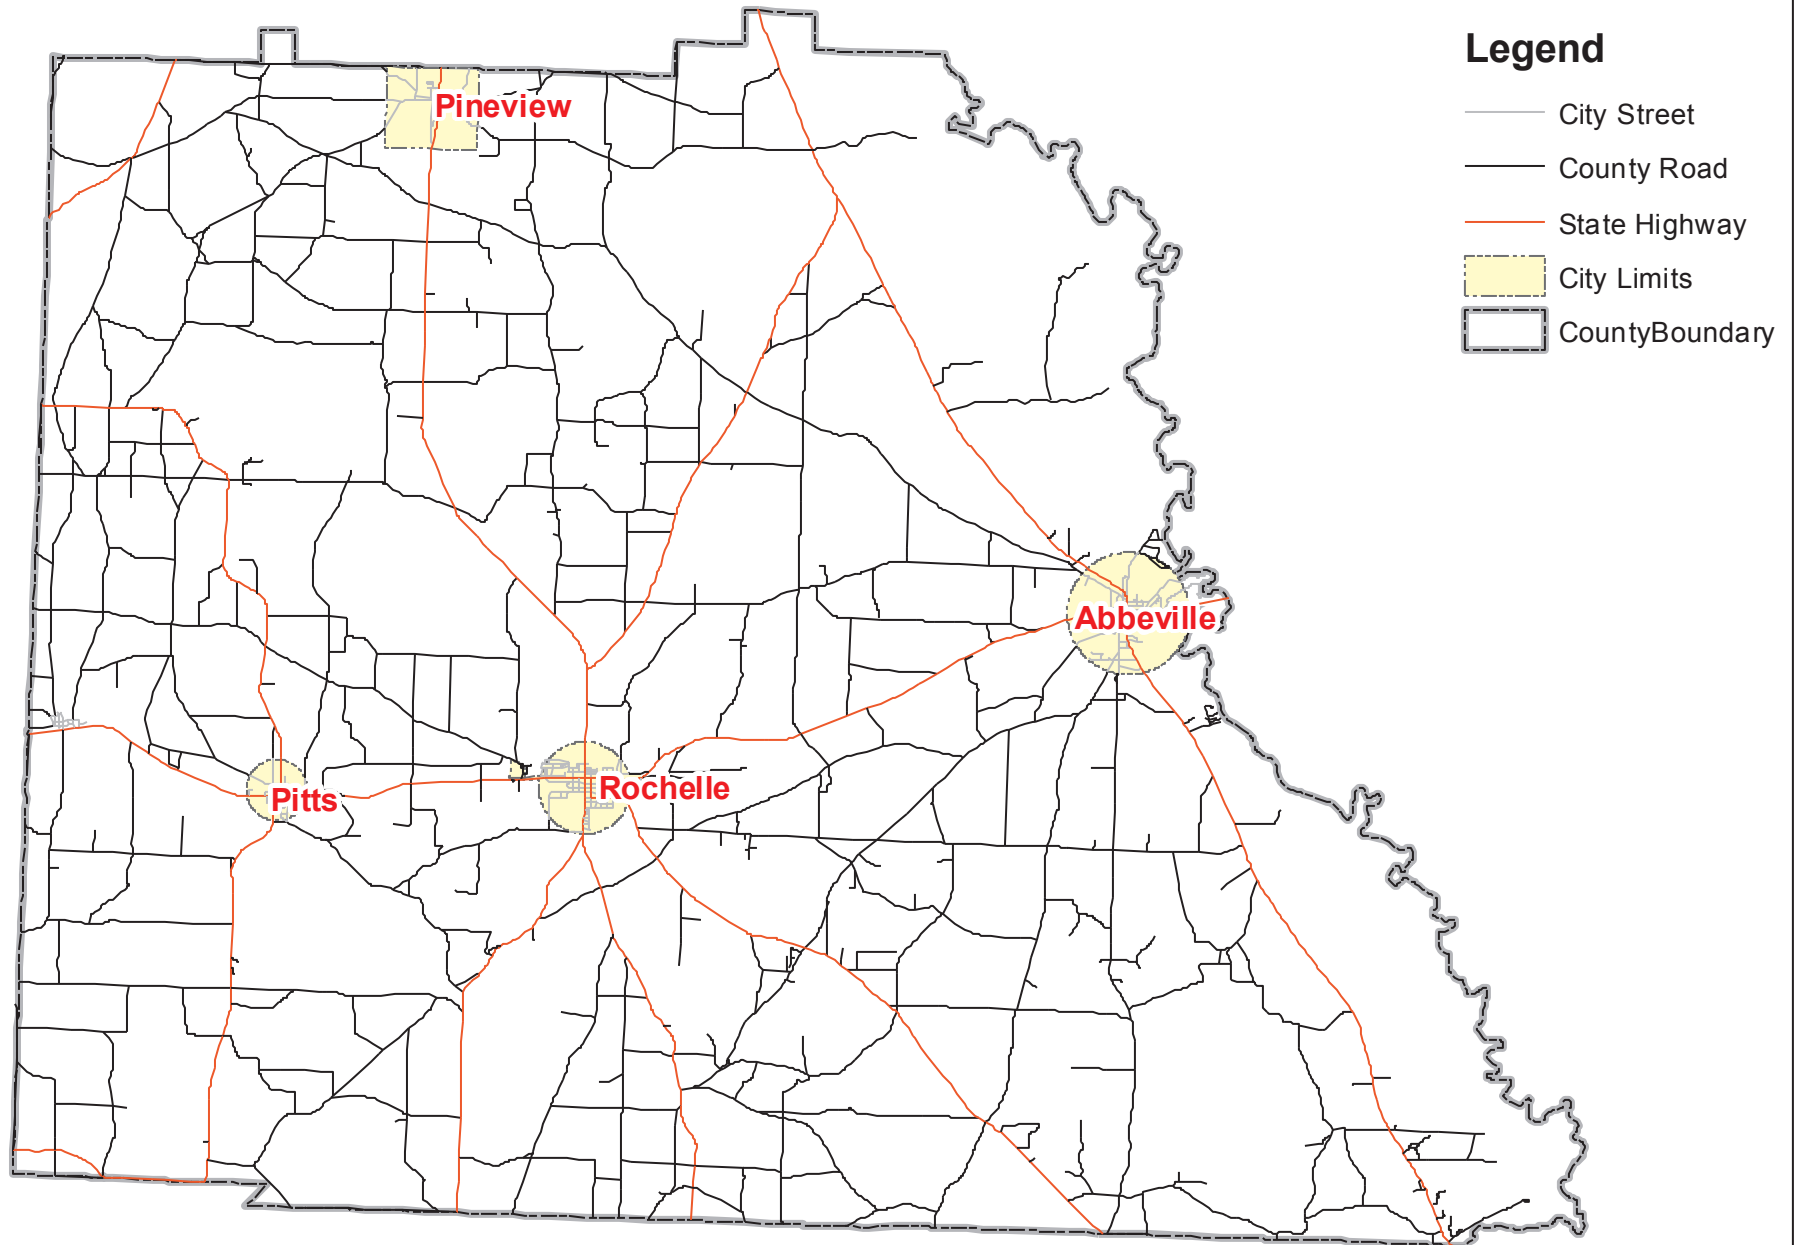 Legend
City Street
County Road
State Highway
City Limits
CountyBoundary
Pineview
Abbeville
Rochelle
Pitts